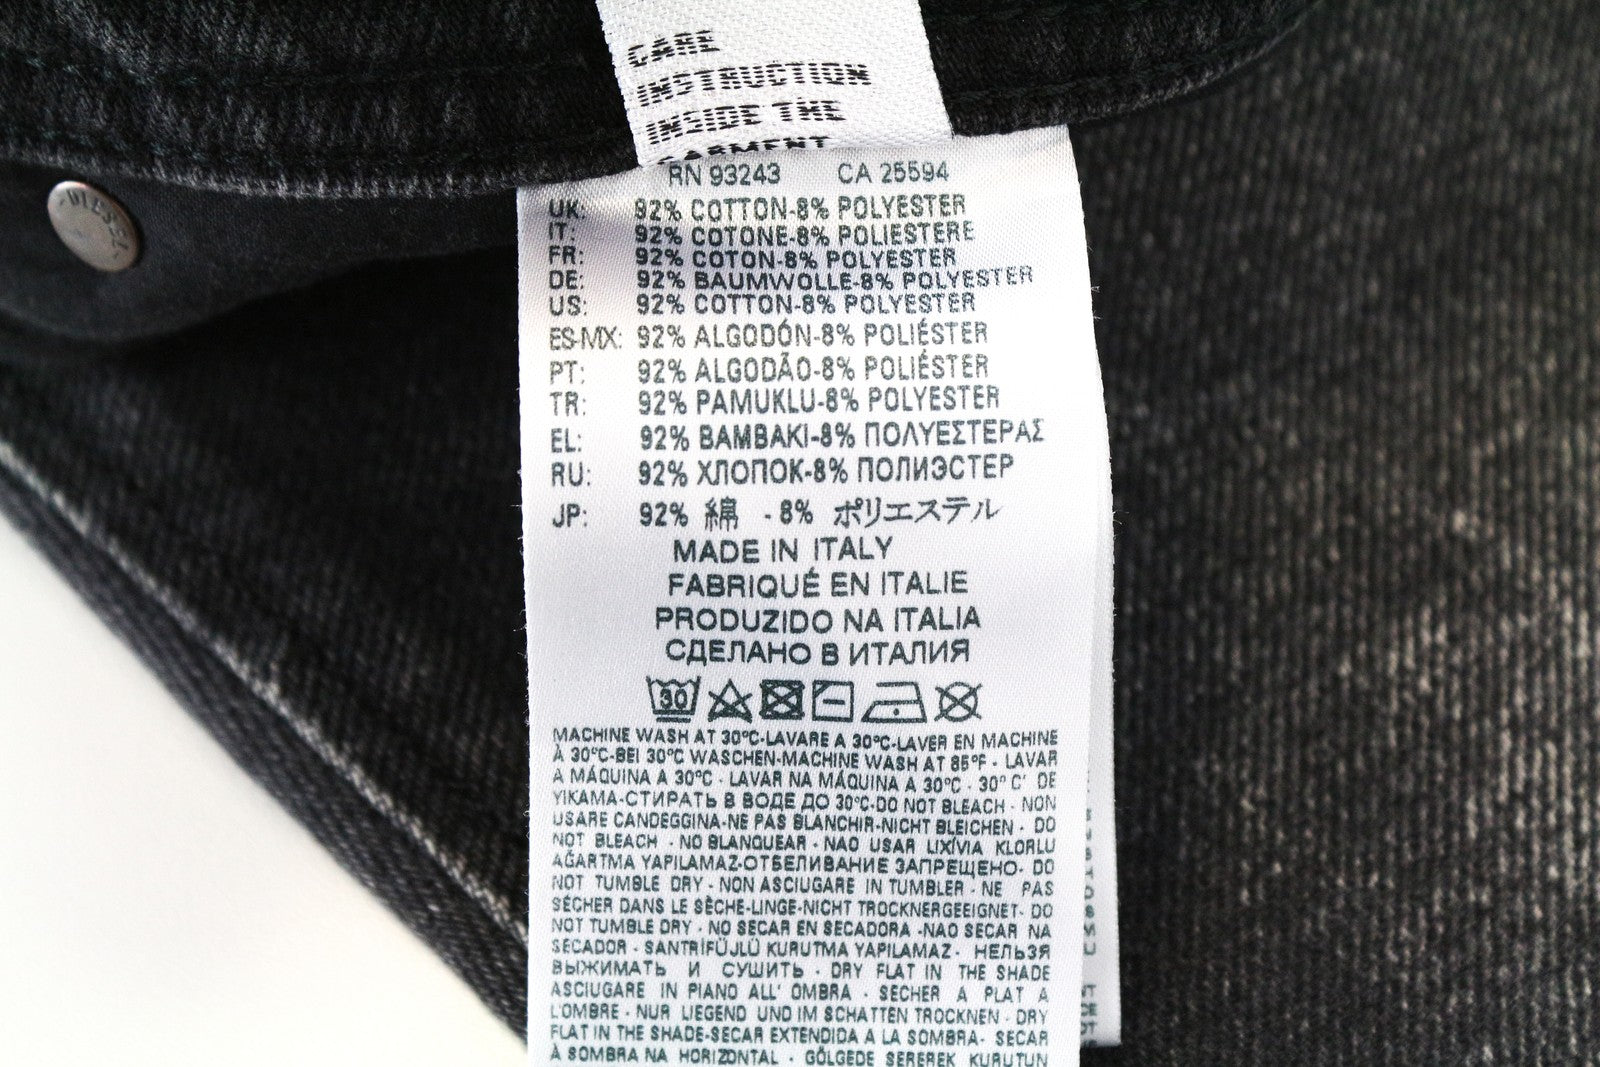 CARE
INSTRUCTION
INSIDE THE
GARMENT
DIESEL
RN 93243 CA 25594
UK: 92% COTTON-8% POLYESTER
IT: 92% COTONE-8% POLIESTERE
FR: 92% COTON-8% POLYESTER
DE: 92% BAUMWOLLE-8% POLYESTER
US: 92% COTTON-8% POLYESTER
ES-MX: 92% ALGODÓN-8% POLIÉSTER
PT: 92% ALGODÃO-8% POLIÉSTER
TR: 92% PAMUKLU-8% POLYESTER
EL: 92% ΒΑΜΒΑΚΙ-8% ΠΟΛΥΕΣΤΕΡΑΣ
RU: 92% ХЛОПОК-8% ПОЛИЭСТЕР
JP: 92% 綿 - 8% ポリエステル
MADE IN ITALY
FABRIQUÉ EN ITALIE
PRODUZIDO NA ITALIA
СДЕЛАНО В ИТАЛИЯ
30
MACHINE WASH AT 30°C-LAVARE A 30°C-LAVER EN MACHINE
À 30°C-BEI 30°C WASCHEN-MACHINE WASH AT 85°F - LAVAR
A MÁQUINA A 30°C - LAVAR NA MÁQUINA A 30°C - 30° C' DE
YIKAMA-СТИРАТЬ В ВОДЕ ДО 30°C-DO NOT BLEACH - NON
USARE CANDEGGINA-NE PAS BLANCHIR-NICHT BLEICHEN - DO
NOT BLEACH - NO BLANQUEAR - NAO USAR LIXÍVIA KLORLU
AĞARTMA YAPILAMAZ-ОТБЕЛИВАНИЕ ЗАПРЕЩЕНО- DO
NOT TUMBLE DRY - NON ASCIUGARE IN TUMBLER - NE PAS
SÉCHER DANS LE SÈCHE-LINGE-NICHT TROCKNERGEEIGNET- DO
NOT TUMBLE DRY - NO SECAR EN SECADORA -NAO SECAR NA
SECADOR - SANTRİFÜJLÜ KURUTMA YAPILAMAZ - НЕЛЬЗЯ
ВЫЖИМАТЬ И СУШИТЬ - DRY FLAT IN THE SHADE
ASCIUGARE IN PIANO ALL' OMBRA - SECHER A PLAT A
L'OMBRE - NUR LIEGEND UND IM SCHATTEN TROCKNEN - DRY
FLAT IN THE SHADE-SECAR EXTENDIDA A LA SOMBRA- SECAR
À SOMBRA NA HORIZONTAL - GÖLGEDE SEREREK KURUTUN